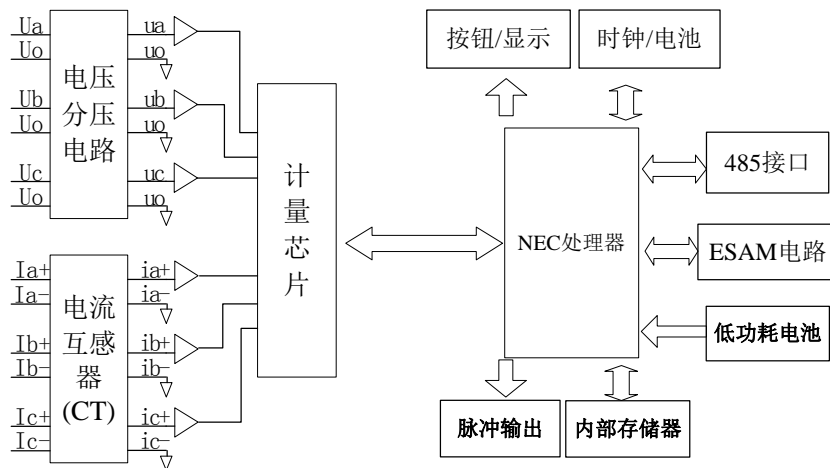 Ua
Uo
Ub
Uo
Uc
Uo
电压
分压
电路
ua
uo
ub
uo
uc
uo
Ia+
Ia-
Ib+
Ib-
Ic+
Ic-
电流
互感
器
(CT)
ia+
ia-
ib+
ib-
ic+
ic-
计
量
芯
片
按钮/显示
时钟/电池
NEC处理器
485接口
ESAM电路
低功耗电池
脉冲输出
内部存储器